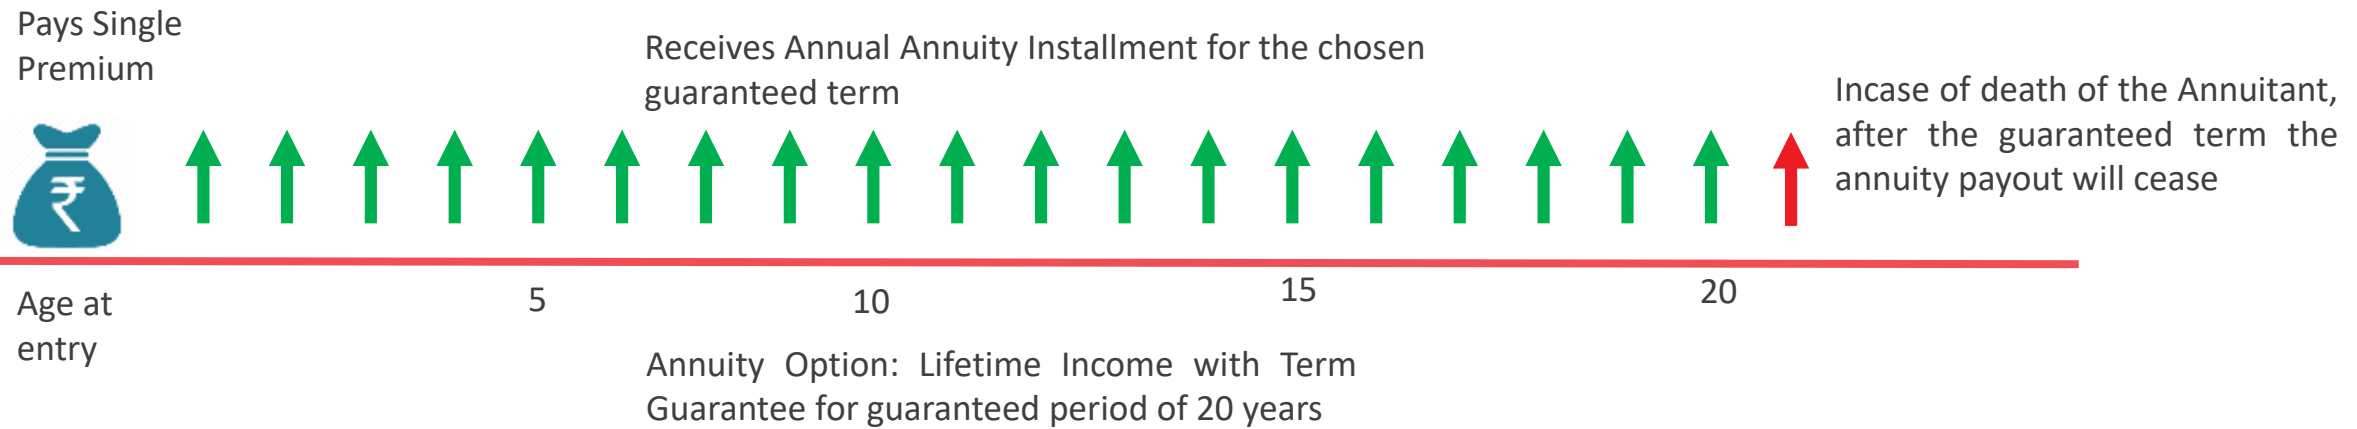 Pays Single
Premium
Receives Annual Annuity Installment for the chosen
guaranteed term
Incase of death of the Annuitant,
after the guaranteed term the
annuity payout will cease
₹
Age at
entry
5
10
15
20
Annuity Option: Lifetime Income with Term
Guarantee for guaranteed period of 20 years